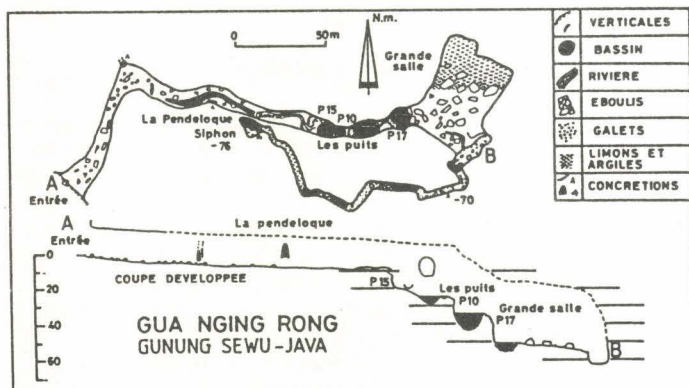 N.m.
0 50m
Grande
salle
P15
P10
P17
La Pendeloque
Siphon
-76
Les puits
A
Entrée
B
-70
VERTICALES
BASSIN
RIVIERE
EBOULIS
GALETS
LIMONS ET
ARGILES
CONCRETIONS
A
Entrée
La pendeloque
0
20
40
60
COUPE DÉVELOPPÉE
P15
Les puits
P10
P17
Grande salle
B
GUA NGING RONG
GUNUNG SEWU-JAVA